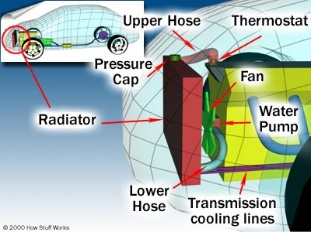 Upper Hose
Thermostat
Pressure
Cap
Fan
Radiator
Water
Pump
Lower
Hose
Transmission
cooling lines
© 2000 How Stuff Works